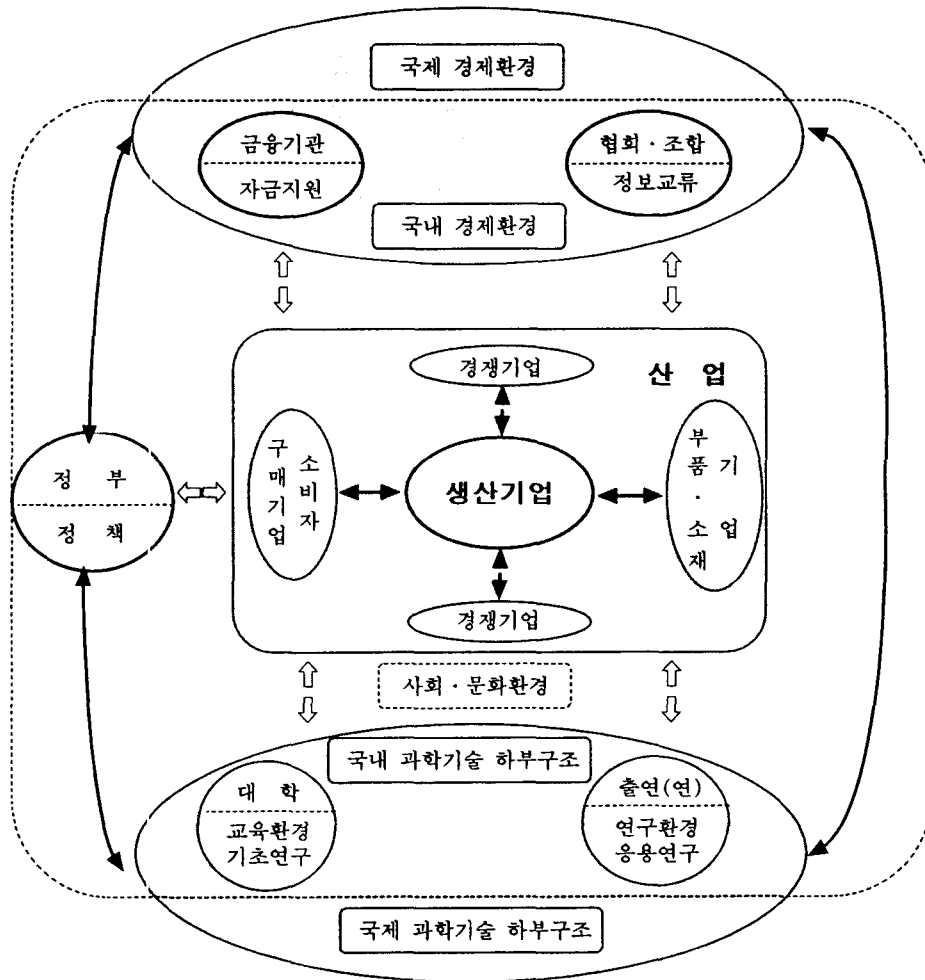 국제 경제환경
금융기관
자금지원
협회 · 조합
정보교류
국내 경제환경
경쟁기업
산 업
구매기업
소비자
생산기업
부품 · 소재
기업
정 부
정 책
경쟁기업
사회 · 문화환경
국내 과학기술 하부구조
대 학
교육환경
기초연구
출연(연)
연구환경
응용연구
국제 과학기술 하부구조